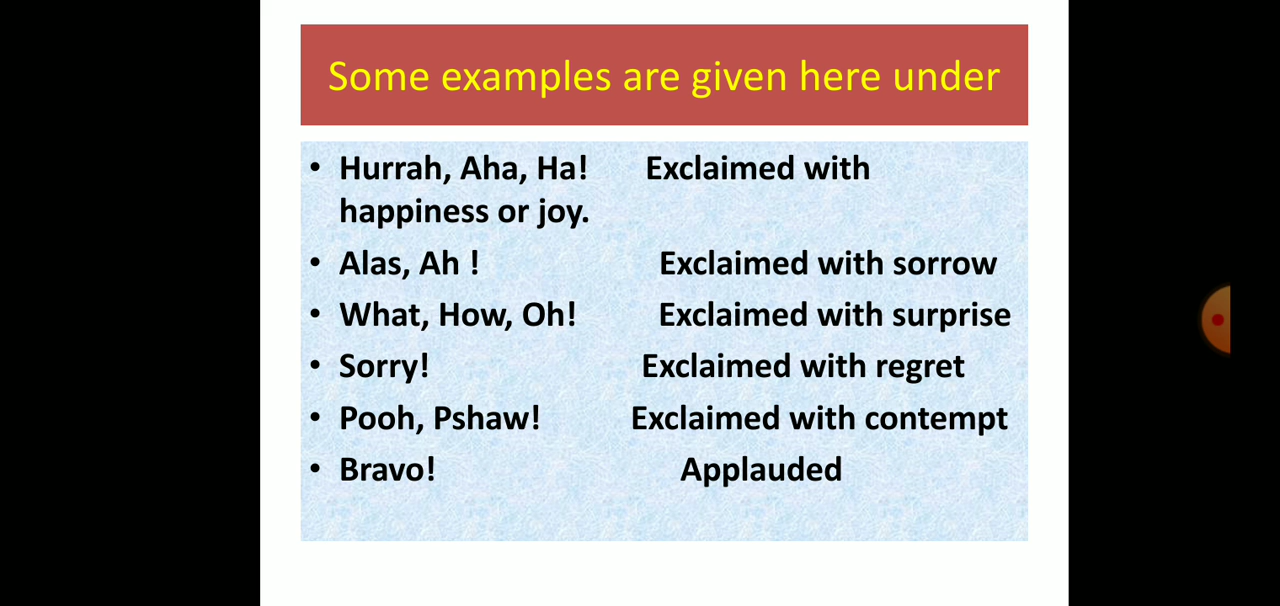 Some examples are given here under
• Hurrah, Aha, Ha! Exclaimed with
happiness or joy.
• Alas, Ah ! Exclaimed with sorrow
• What, How, Oh! Exclaimed with surprise
• Sorry! Exclaimed with regret
• Pooh, Pshaw! Exclaimed with contempt
• Bravo! Applauded